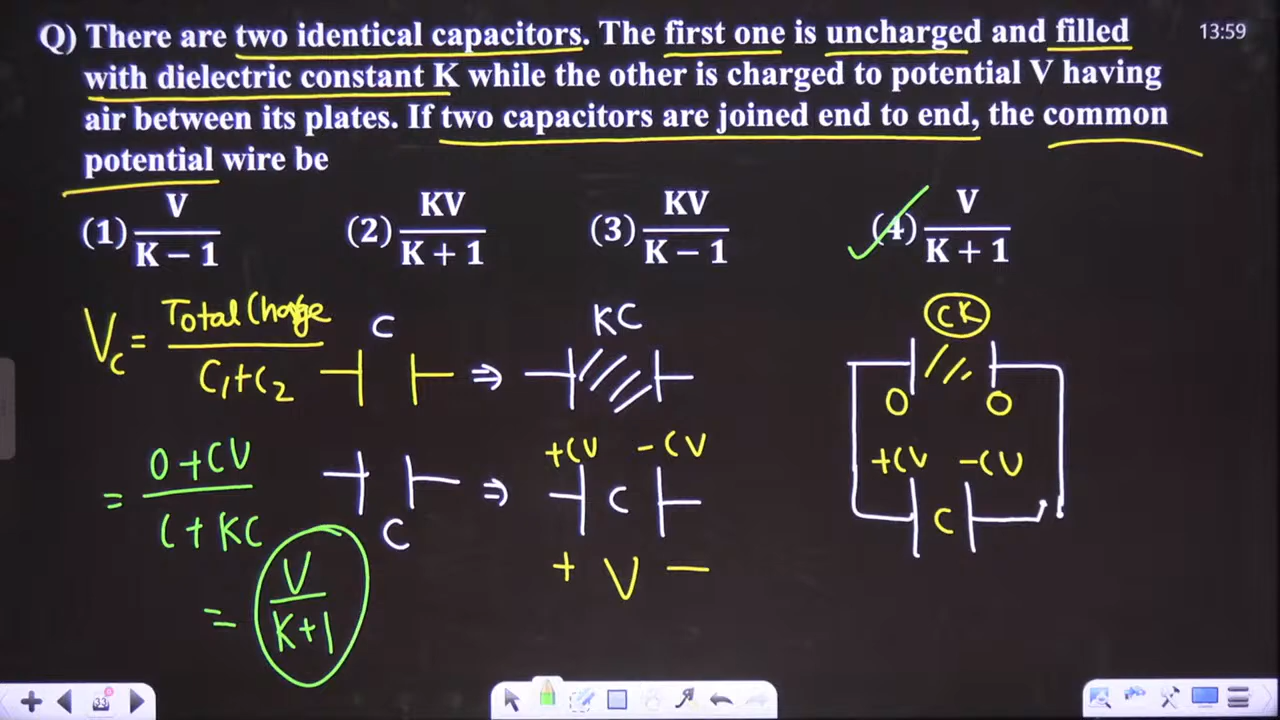 Q) There are two identical capacitors. The first one is uncharged and filled
13:59
with dielectric constant K while the other is charged to potential V having
air between its plates. If two capacitors are joined end to end, the common
potential wire be
(1) V / K − 1 (2) KV / K + 1 (3) KV / K − 1 (4) V / K + 1
Vc = Total Charge / C1+C2
C
KC
CK
⇒
O O
= 0 + CV / C + KC
+CV -CV
+CV -CV
⇒
C
C
C
+ V −
= V / K+1
33